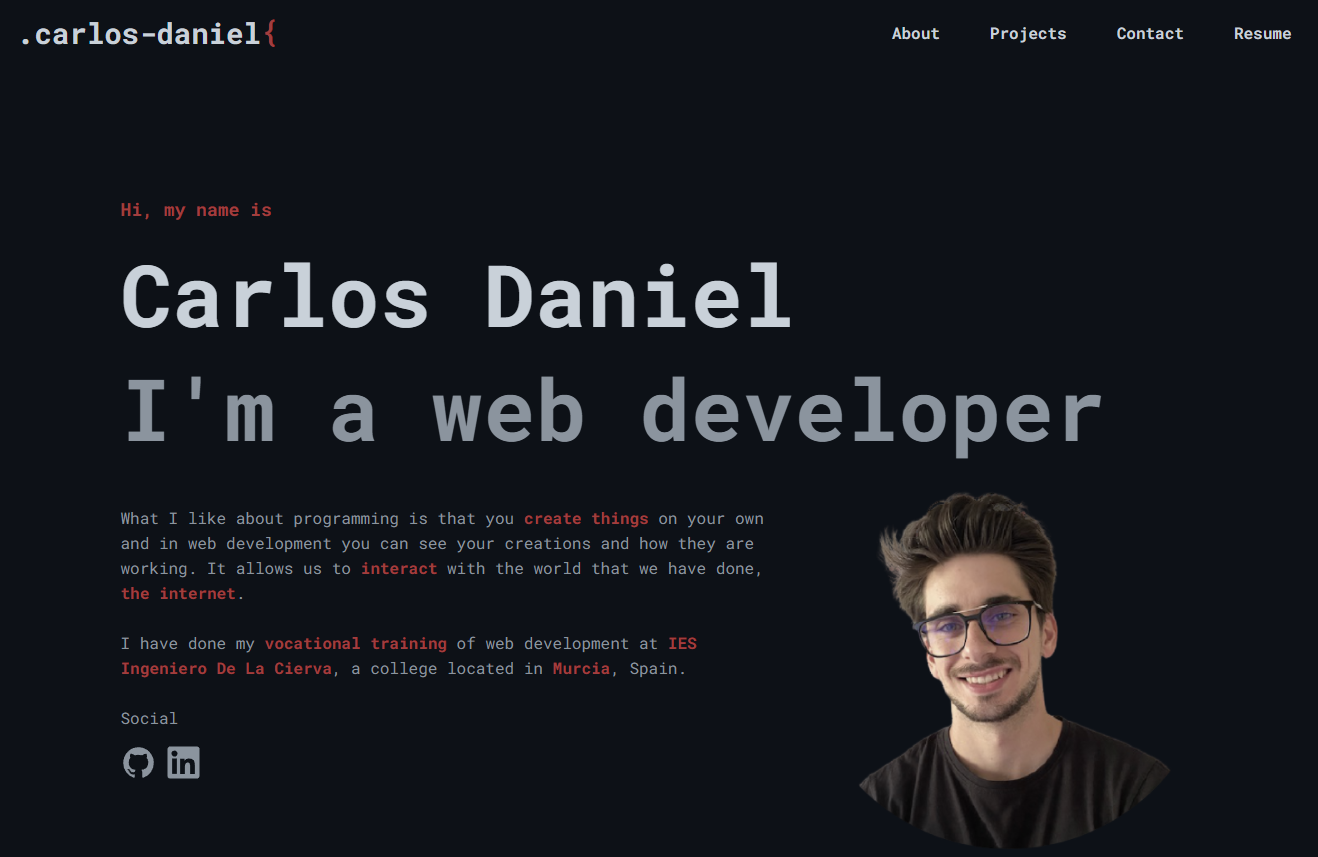 .carlos-daniel{
About Projects Contact Resume
Hi, my name is
Carlos Daniel
I'm a web developer
What I like about programming is that you create things on your own
and in web development you can see your creations and how they are
working. It allows us to interact with the world that we have done,
the internet.
I have done my vocational training of web development at IES
Ingeniero De La Cierva, a college located in Murcia, Spain.
Social
in